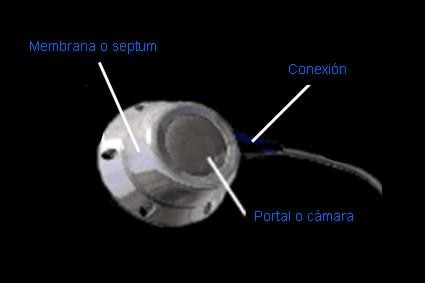 Membrana o septum
Conexión
Portal o cámara